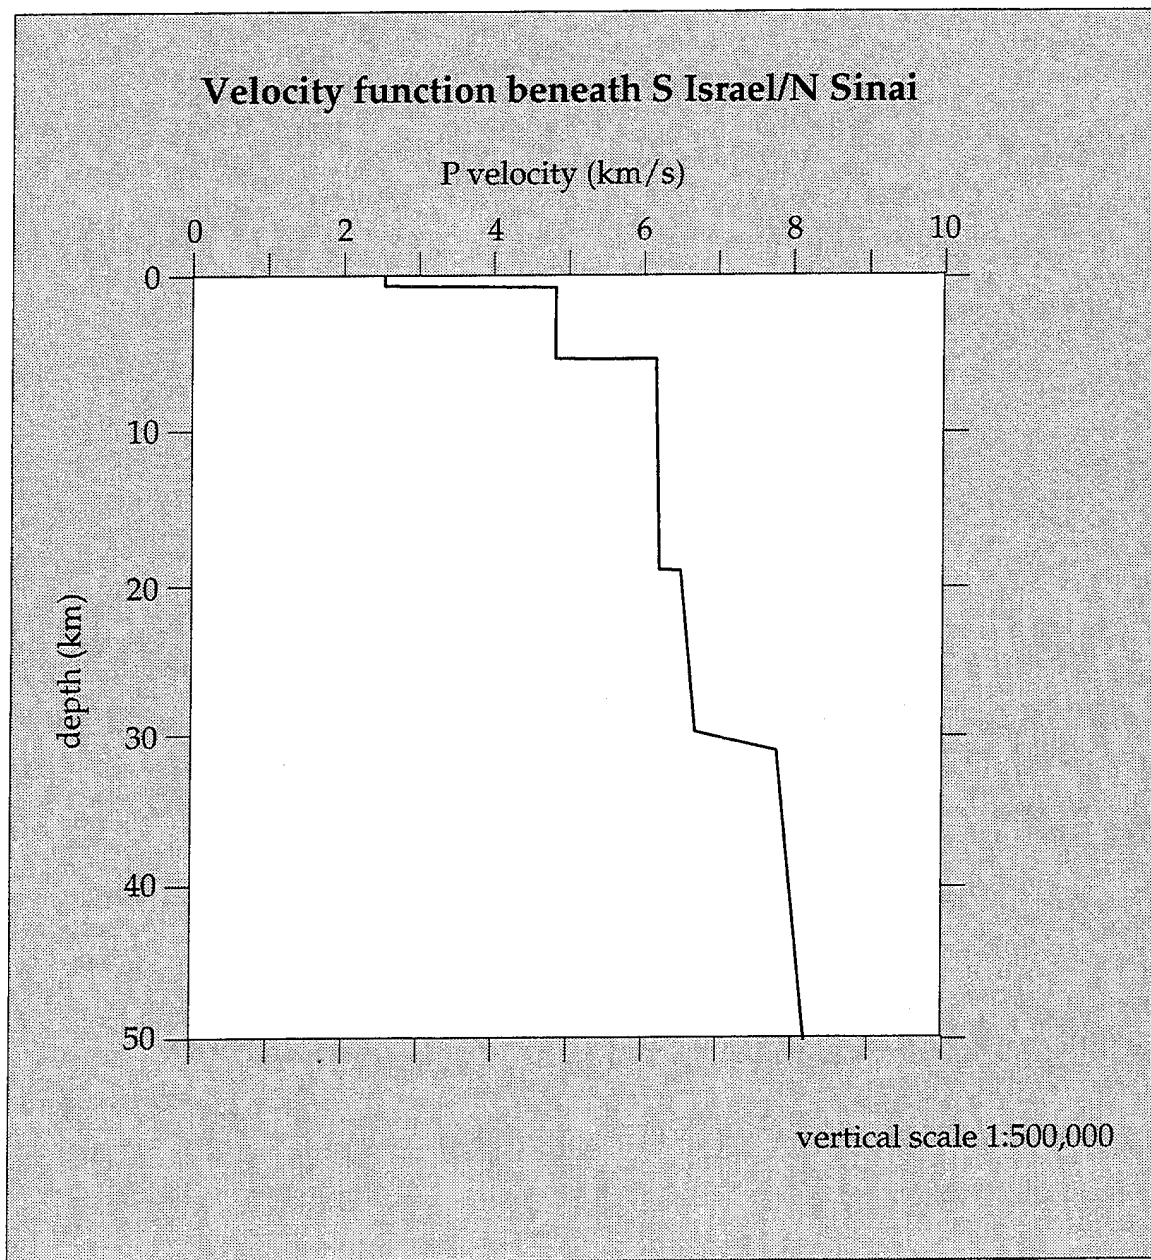 Velocity function beneath S Israel/N Sinai
P velocity (km/s)
0 2 4 6 8 10
0
10
20
30
40
50
depth (km)
vertical scale 1:500,000